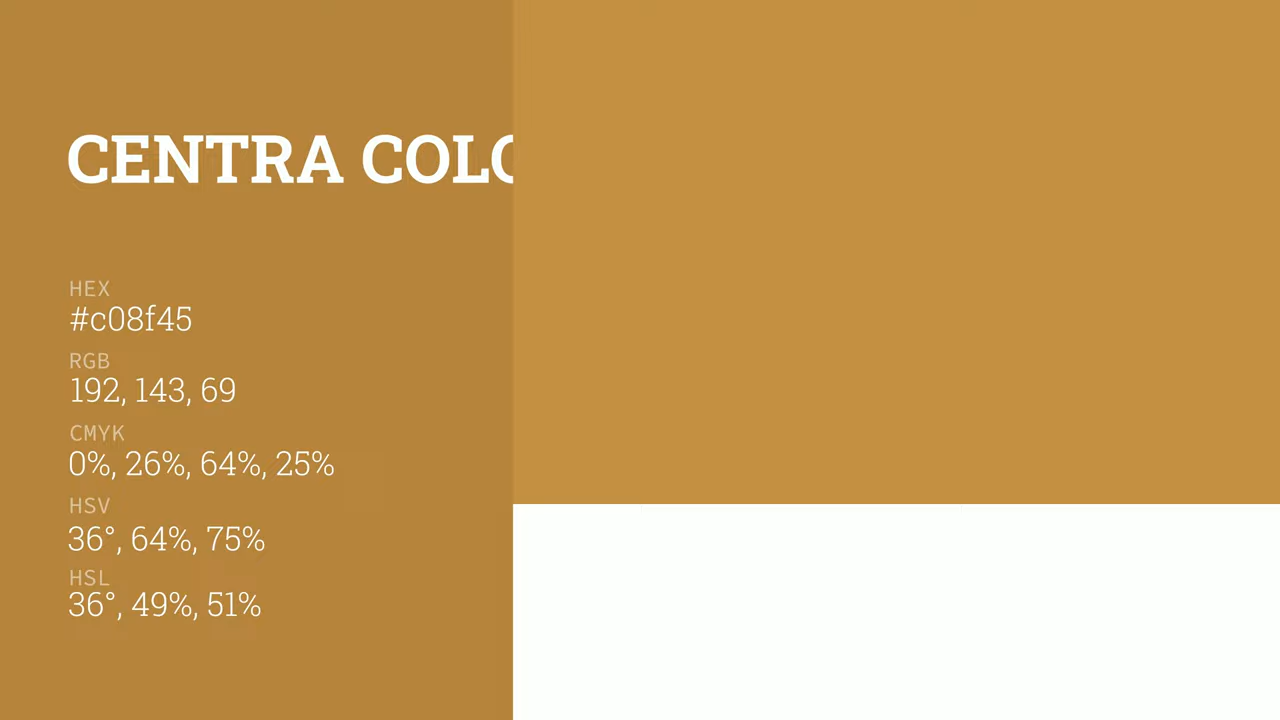 CENTRA COLO
HEX
#c08f45
RGB
192, 143, 69
CMYK
0%, 26%, 64%, 25%
HSV
36°, 64%, 75%
HSL
36°, 49%, 51%